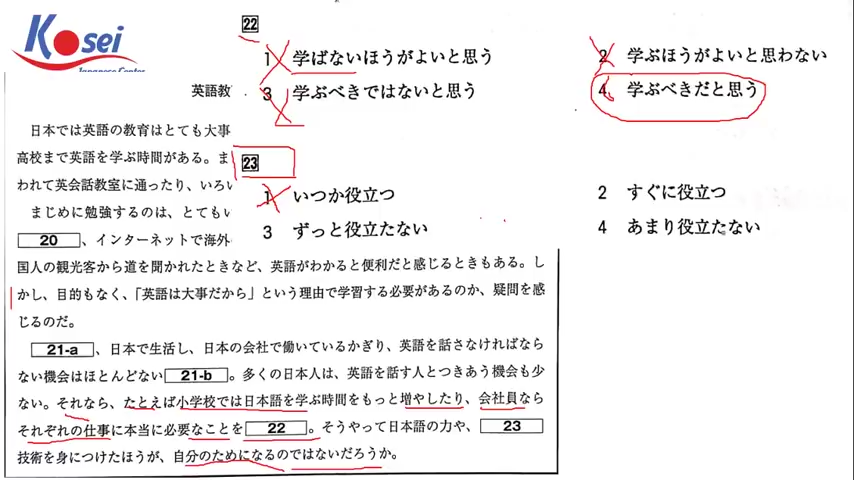 Kosei
Japanese Center
22
1 学ばないほうがよいと思う
2 学ぶほうがよいと思わない
3 学ぶべきではないと思う
4 学ぶべきだと思う
23
1 いつか役立つ
2 すぐに役立つ
3 ずっと役立たない
4 あまり役立たない
英語教
日本では英語の教育はとても大事
高校まで英語を学ぶ時間がある。ま
われて英会話教室に通ったり、いろい
まじめに勉強するのは、とてもい
20 、インターネットで海外
国人の観光客から道を聞かれたときなど、英語がわかると便利だと感じるときもある。し
かし、目的もなく、「英語は大事だから」という理由で学習する必要があるのか、疑問を感
じるのだ。
21-a 、日本で生活し、日本の会社で働いているかぎり、英語を話さなければなら
ない機会はほとんどない 21-b 。多くの日本人は、英語を話す人とつきあう機会も少
ない。それなら、たとえば小学校では日本語を学ぶ時間をもっと増やしたり、会社員なら
それぞれの仕事に本当に必要なことを 22 。そうやって日本語の力や、 23
技術を身につけたほうが、自分のためになるのではないだろうか。